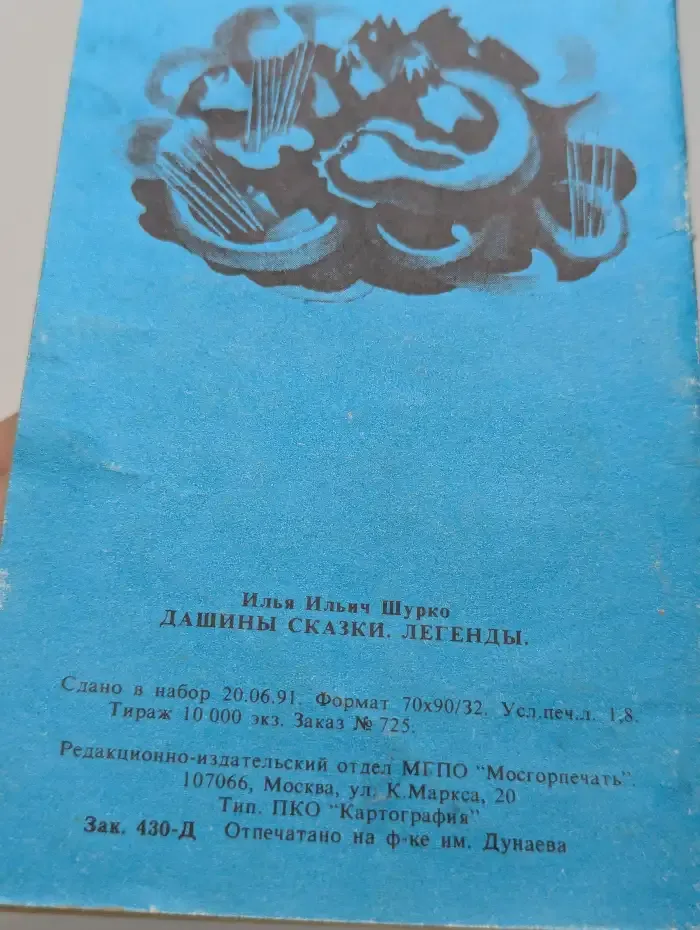 Илья Ильич Шурко
ДАШИНЫ СКАЗКИ. ЛЕГЕНДЫ.
Сдано в набор 20.06.91. Формат 70х90/32. Усл.печ.л. 1,8.
Тираж 10 000 экз. Заказ № 725.
Редакционно-издательский отдел МГПО "Мосгорпечать".
107066, Москва, ул. К.Маркса, 20
Тип. ПКО "Картография"
Зак. 430-Д Отпечатано на ф-ке им. Дунаева